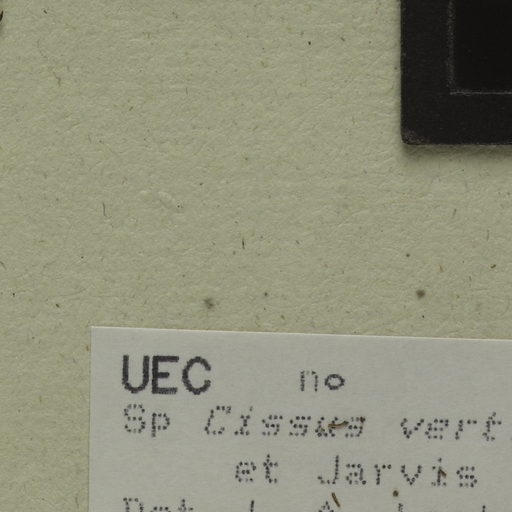 UEC no
Sp Cissus vert
et Jarvis